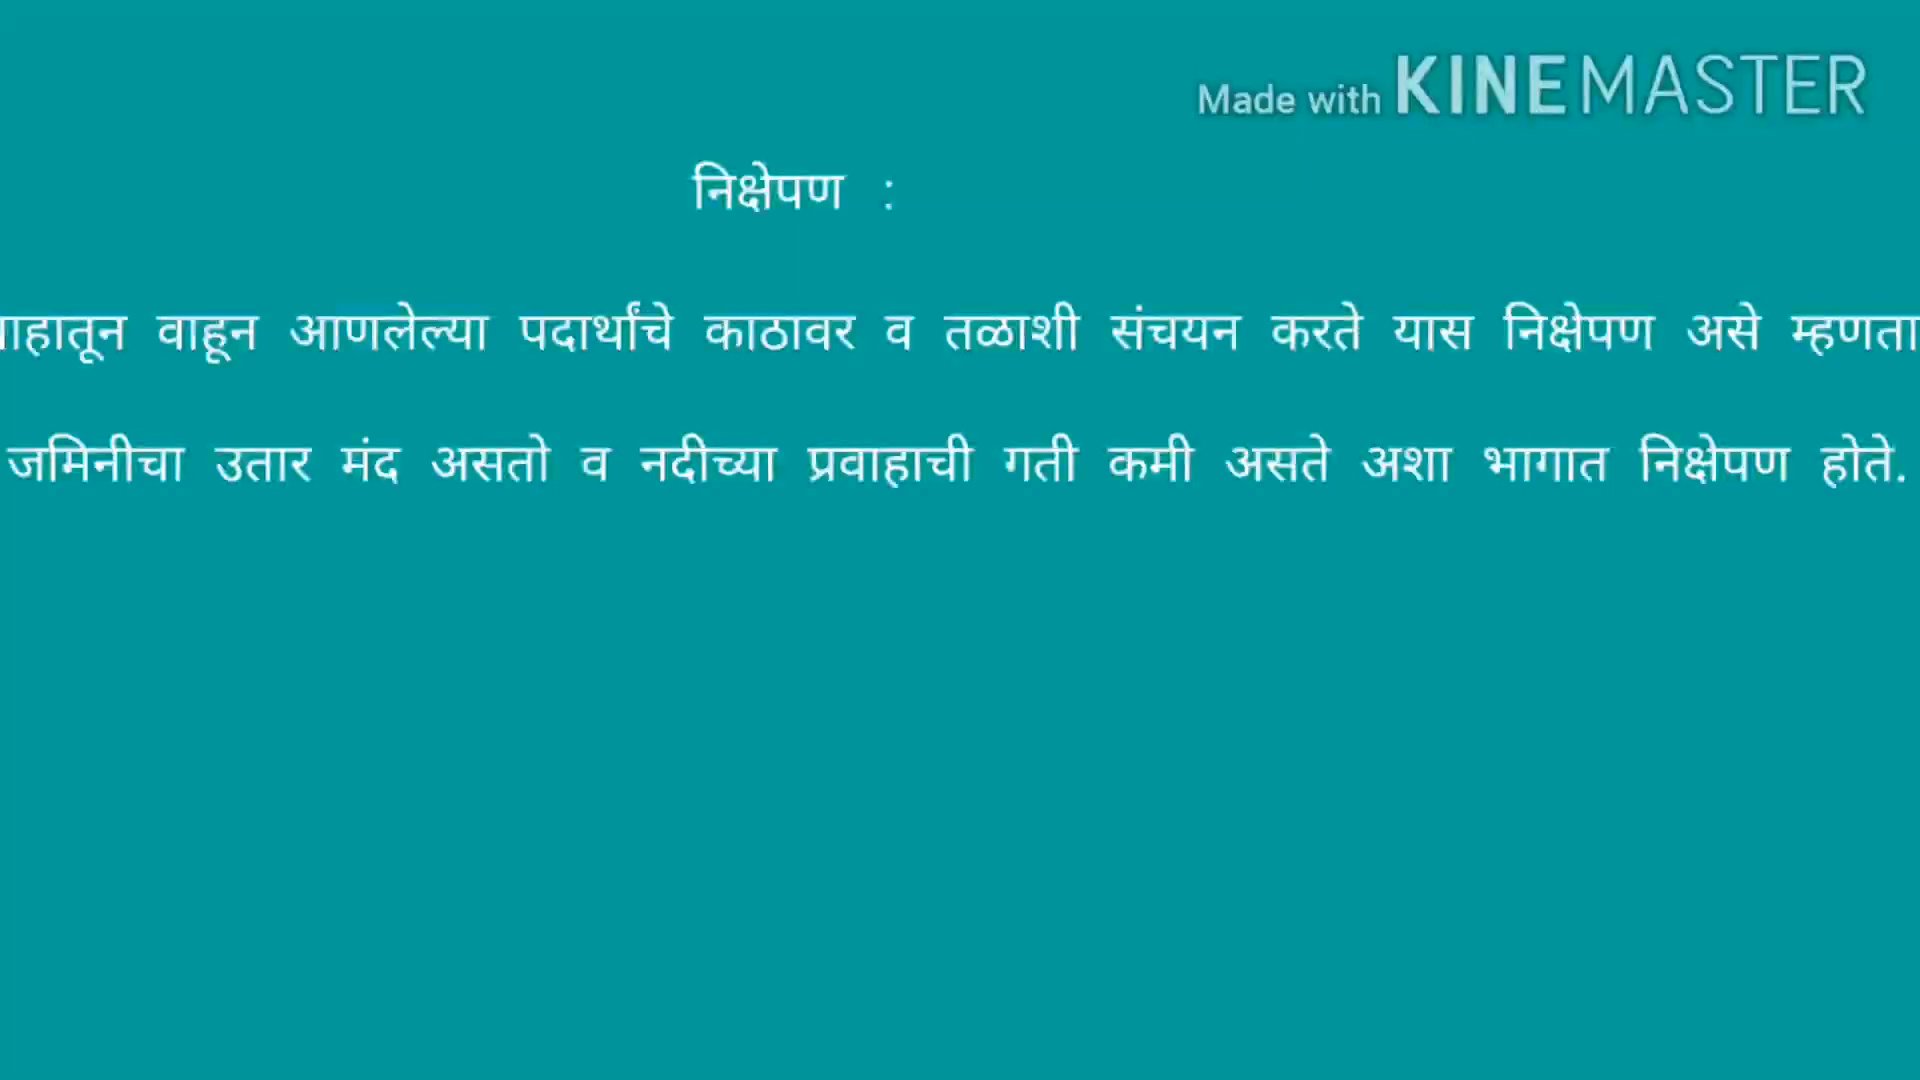 Made with KINEMASTER
निक्षेपण :
वाहून आणलेल्या पदार्थांचे काठावर व तळाशी संचयन करते यास निक्षेपण असे
जमिनीचा उतार मंद असतो व नदीच्या प्रवाहाची गती कमी असते अशा भागात निक्षेपण होते.